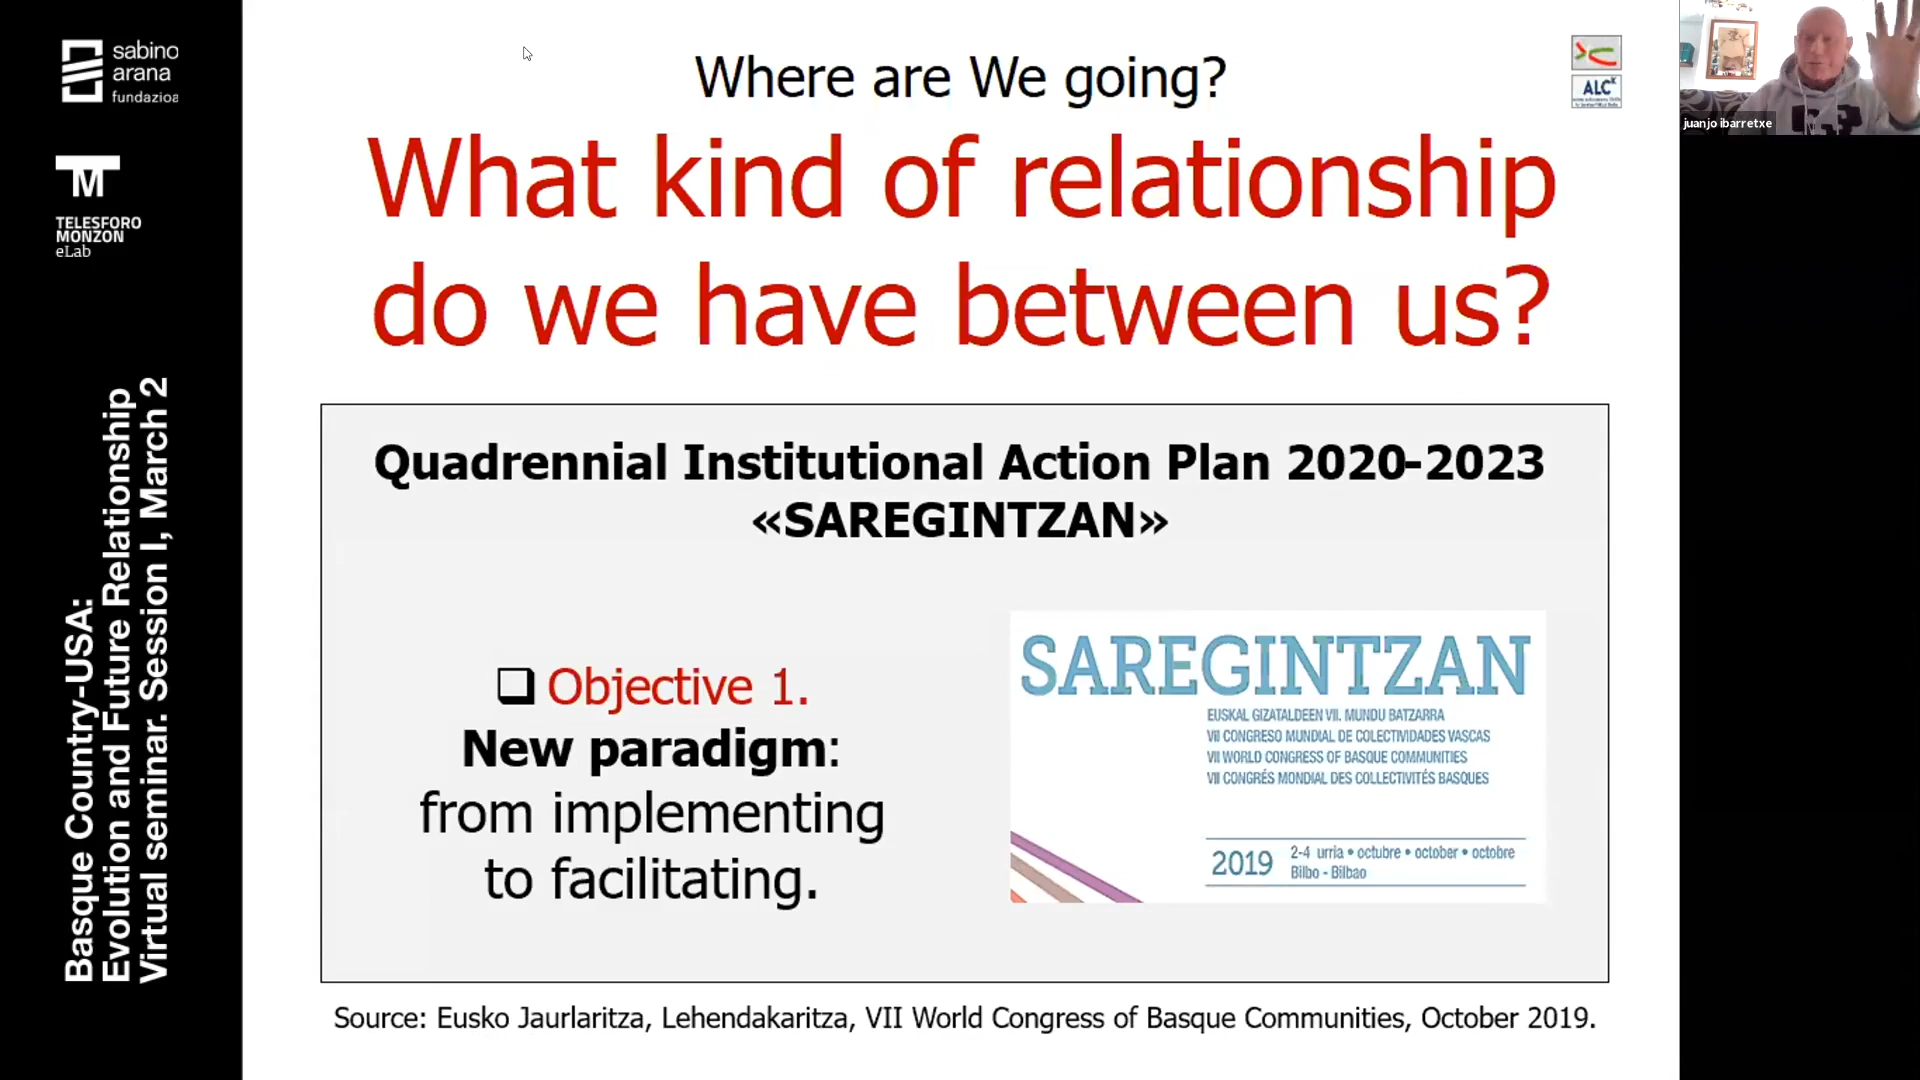 sabino
arana
fundazioa
TM
TELESFORO
MONZON
eLab
Basque Country-USA:
Evolution and Future Relationship
Virtual seminar. Session I, March 2
Where are We going?
What kind of relationship
do we have between us?
Quadrennial Institutional Action Plan 2020-2023
«SAREGINTZAN»
❑ Objective 1.
New paradigm:
from implementing
to facilitating.
SAREGINTZAN
EUSKAL GIZATALDEEN VII. MUNDU BATZARRA
VII CONGRESO MUNDIAL DE COLECTIVIDADES VASCAS
VII WORLD CONGRESS OF BASQUE COMMUNITIES
VII CONGRÉS MONDIAL DES COLLECTIVITÉS BASQUES
2019
2-4 urria • octubre • october • octobre
Bilbo - Bilbao
Source: Eusko Jaurlaritza, Lehendakaritza, VII World Congress of Basque Communities, October 2019.
ALCk
juanjo ibarretxe